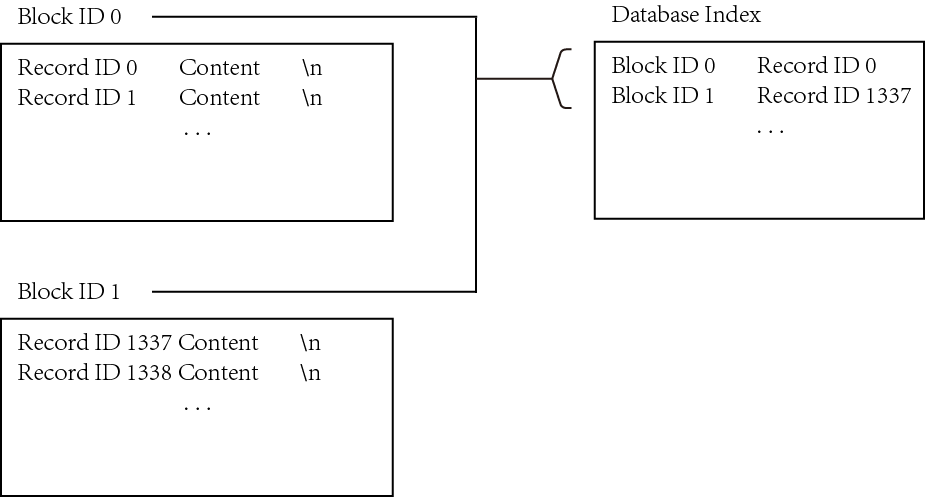 Block ID 0
Record ID 0 Content \n
Record ID 1 Content \n
. . .
Block ID 1
Record ID 1337 Content \n
Record ID 1338 Content \n
. . .
Database Index
Block ID 0 Record ID 0
Block ID 1 Record ID 1337
. . .